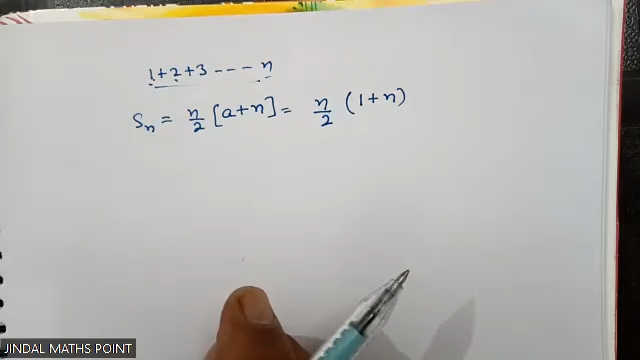 1+2+3 - - - - n
Sn = n/2 [a+n] = n/2 (1+n)
JINDAL MATHS POINT